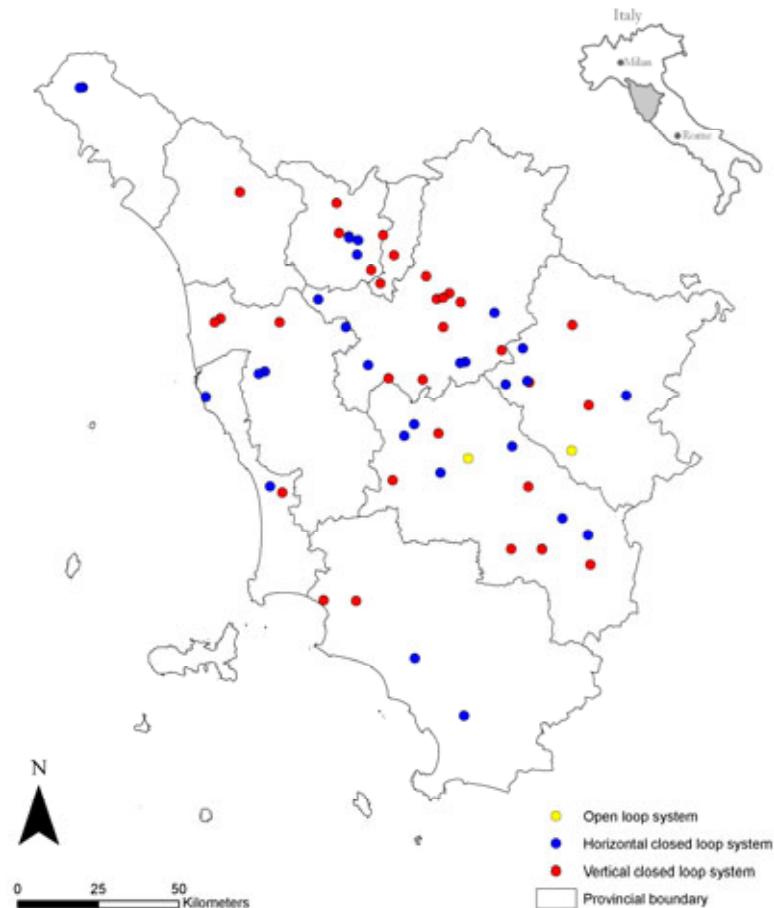 Italy
Milan
Rome
N
0 25 50
Kilometers
Open loop system
Horizontal closed loop system
Vertical closed loop system
Provincial boundary